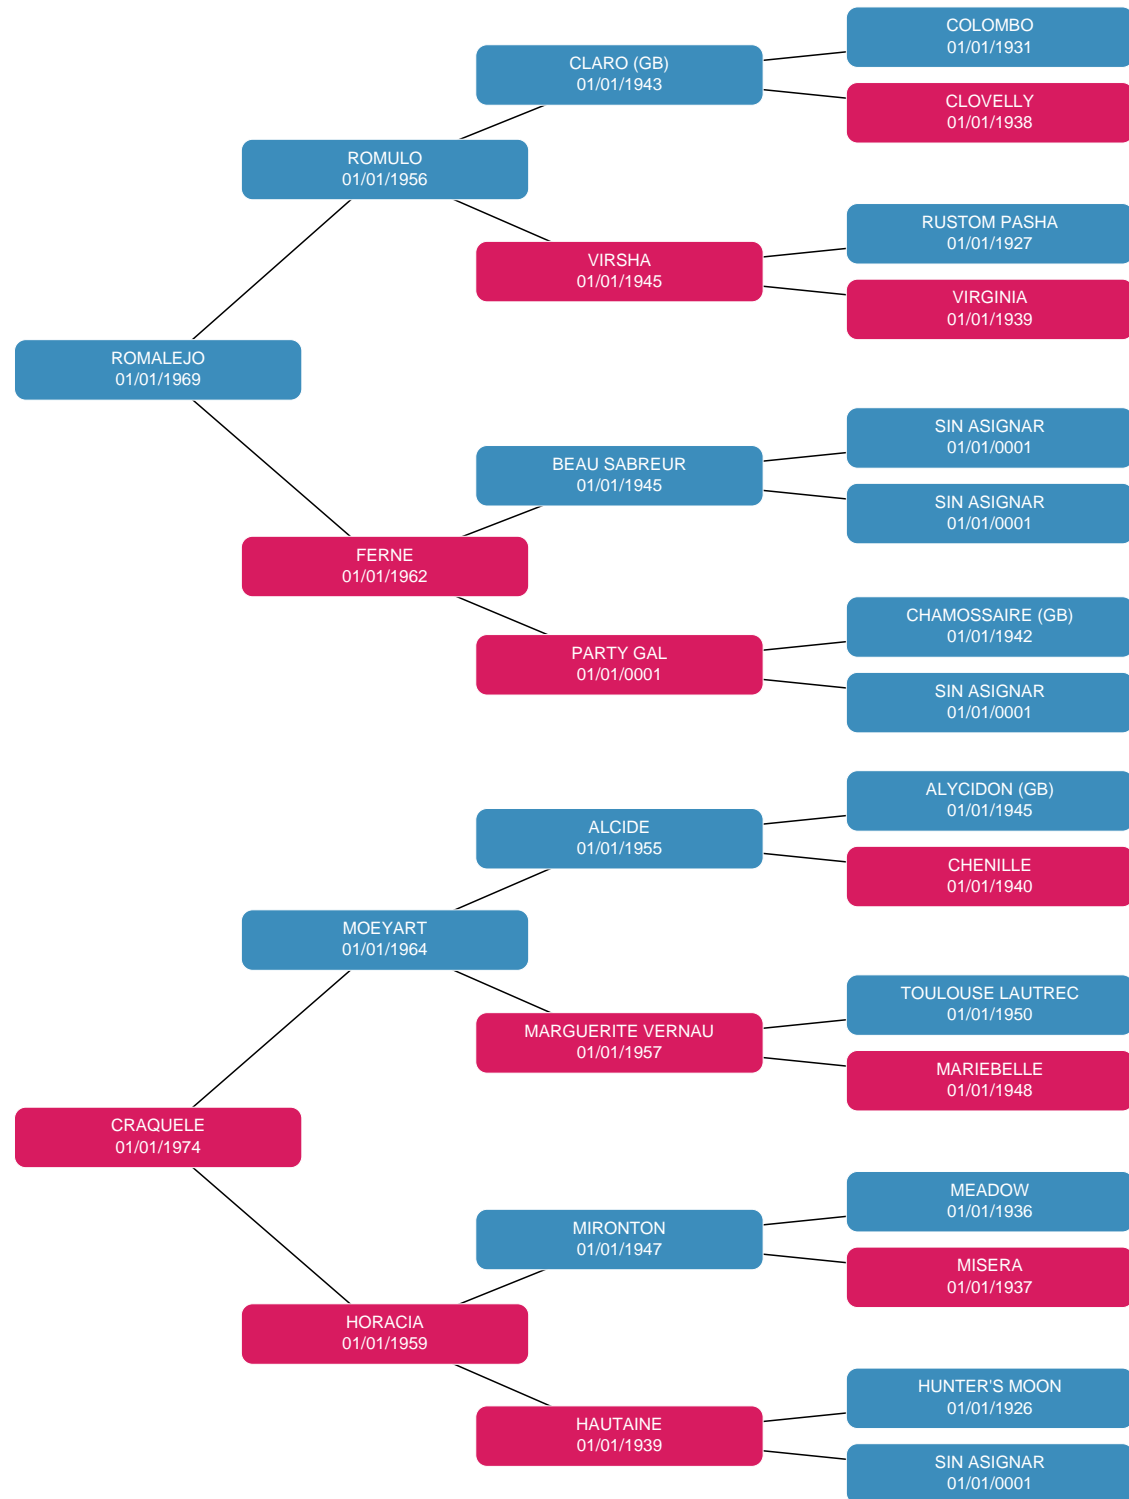 COLOMBO
01/01/1931
CLARO (GB)
01/01/1943
CLOVELLY
01/01/1938
ROMULO
01/01/1956
RUSTOM PASHA
01/01/1927
VIRSHA
01/01/1945
VIRGINIA
01/01/1939
ROMALEJO
01/01/1969
SIN ASIGNAR
01/01/0001
BEAU SABREUR
01/01/1945
SIN ASIGNAR
01/01/0001
FERNE
01/01/1962
CHAMOSSAIRE (GB)
01/01/1942
PARTY GAL
01/01/0001
SIN ASIGNAR
01/01/0001
ALYCIDON (GB)
01/01/1945
ALCIDE
01/01/1955
CHENILLE
01/01/1940
MOEYART
01/01/1964
TOULOUSE LAUTREC
01/01/1950
MARGUERITE VERNAU
01/01/1957
MARIEBELLE
01/01/1948
CRAQUELE
01/01/1974
MEADOW
01/01/1936
MIRONTON
01/01/1947
MISERA
01/01/1937
HORACIA
01/01/1959
HUNTER'S MOON
01/01/1926
HAUTAINE
01/01/1939
SIN ASIGNAR
01/01/0001